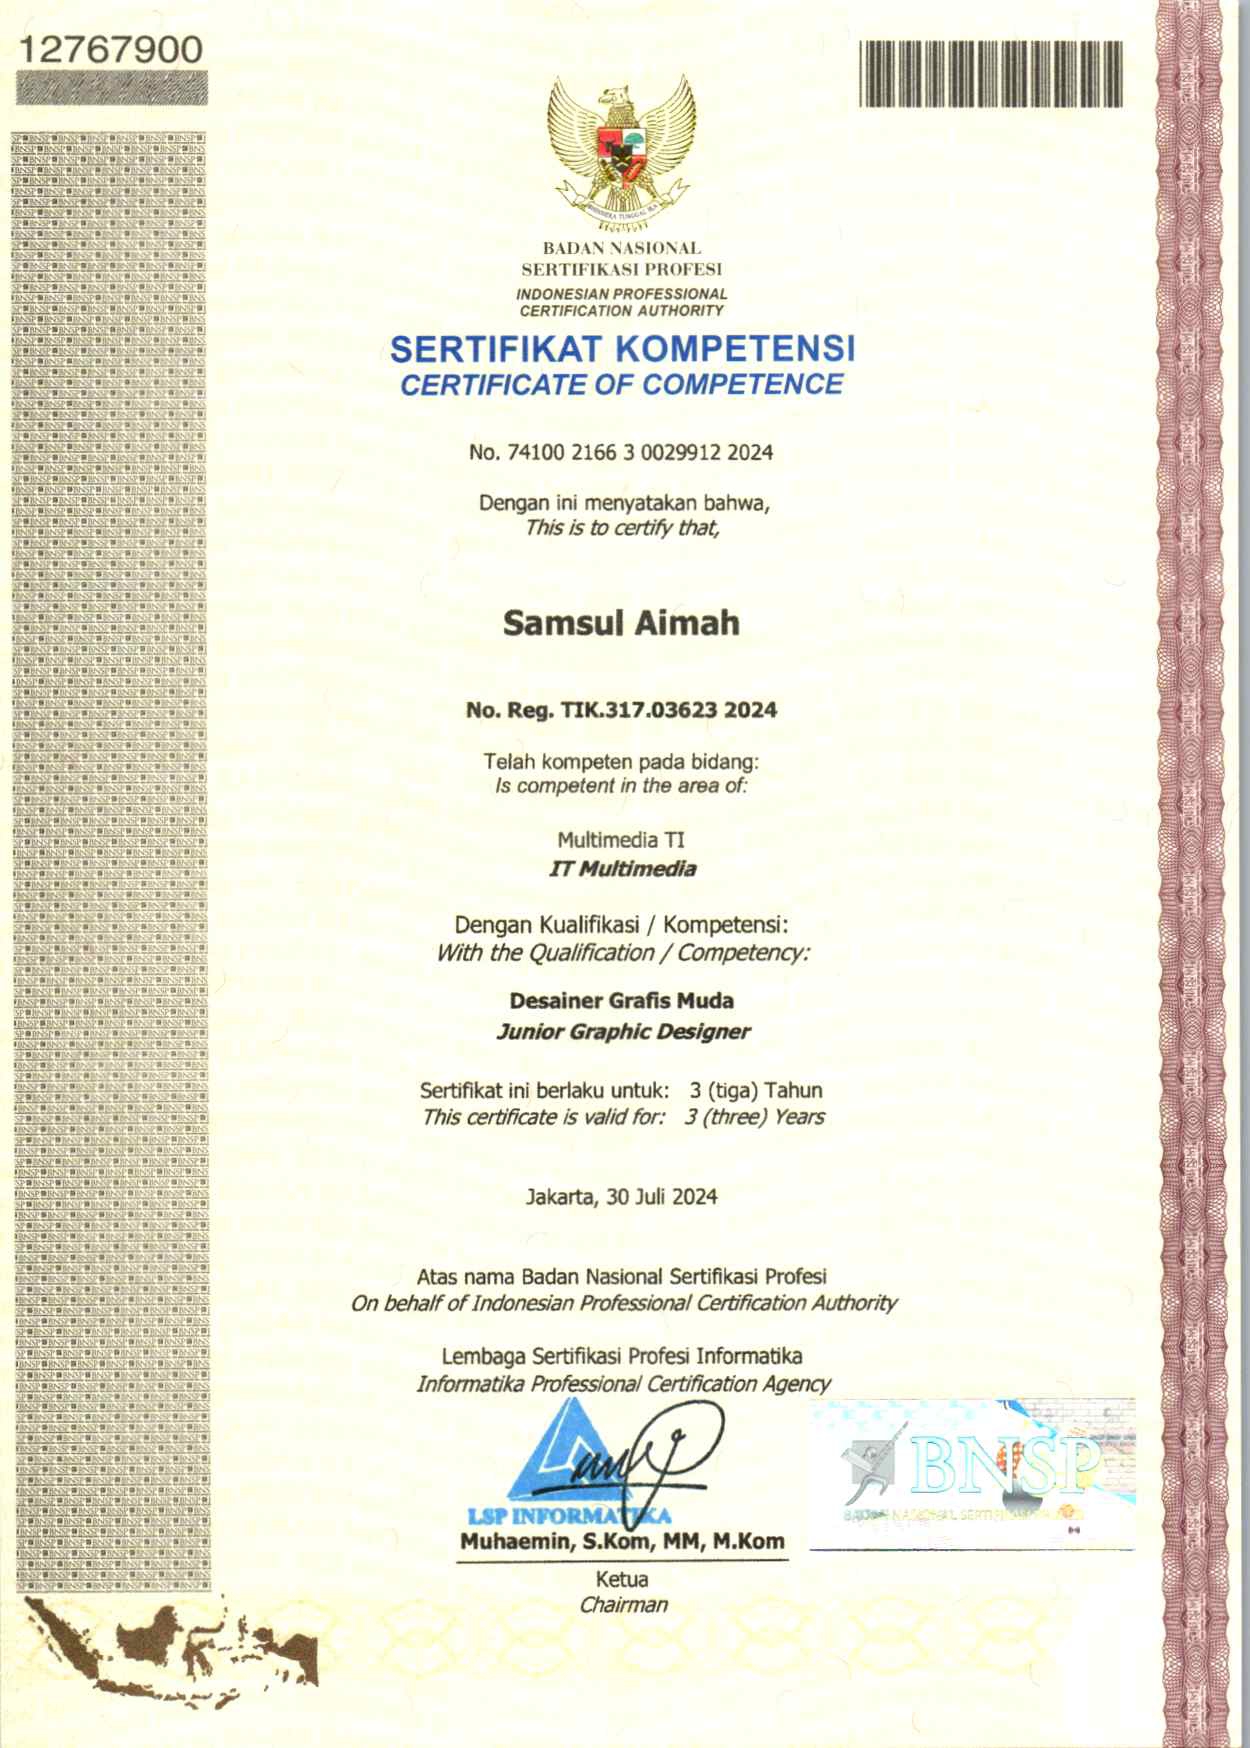 12767900
BHINNEKA TUNGGAL IKA
BADAN NASIONAL
SERTIFIKASI PROFESI
INDONESIAN PROFESSIONAL
CERTIFICATION AUTHORITY
SERTIFIKAT KOMPETENSI
CERTIFICATE OF COMPETENCE
No. 74100 2166 3 0029912 2024
Dengan ini menyatakan bahwa,
This is to certify that,
Samsul Aimah
No. Reg. TIK.317.03623 2024
Telah kompeten pada bidang:
Is competent in the area of:
Multimedia TI
IT Multimedia
Dengan Kualifikasi / Kompetensi:
With the Qualification / Competency:
Desainer Grafis Muda
Junior Graphic Designer
Sertifikat ini berlaku untuk: 3 (tiga) Tahun
This certificate is valid for: 3 (three) Years
Jakarta, 30 Juli 2024
Atas nama Badan Nasional Sertifikasi Profesi
On behalf of Indonesian Professional Certification Authority
Lembaga Sertifikasi Profesi Informatika
Informatika Professional Certification Agency
LSP INFORMATIKA
BNSP
BADAN NASIONAL SERTIFIKASI
Muhaemin, S.Kom, MM, M.Kom
Ketua
Chairman